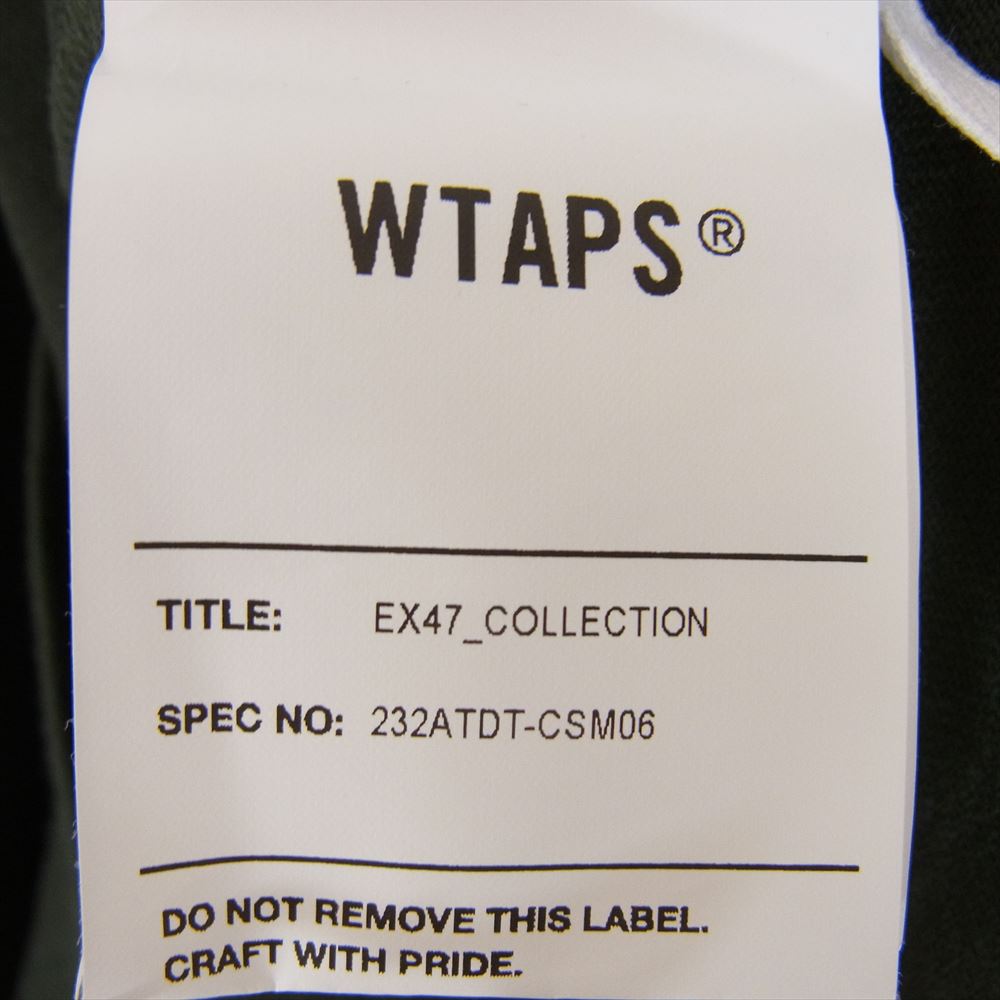 WTAPS®
TITLE: EX47_COLLECTION
SPEC NO: 232ATDT-CSM06
DO NOT REMOVE THIS LABEL.
CRAFT WITH PRIDE.